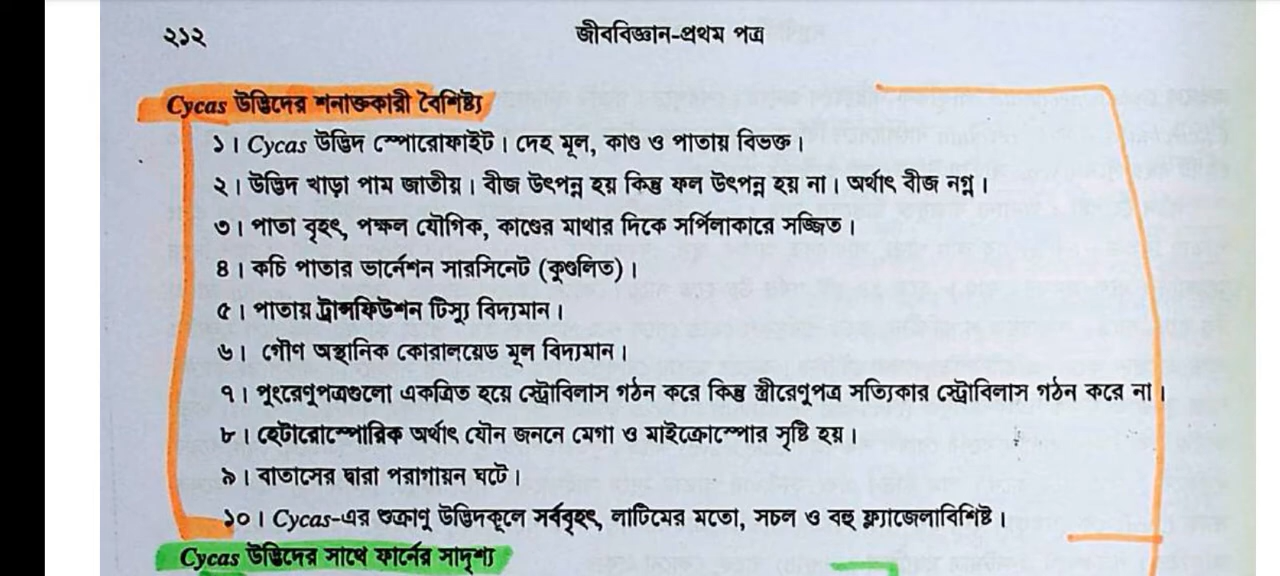 ২১২
জীববিজ্ঞান-প্রথম পত্র
Cycas উদ্ভিদের শনাক্তকারী বৈশিষ্ট্য
১। Cycas উদ্ভিদ স্পোরোফাইট। দেহ মূল, কাণ্ড ও পাতায় বিভক্ত।
২। উদ্ভিদ খাড়া পাম জাতীয়। বীজ উৎপন্ন হয় কিন্তু ফল উৎপন্ন হয় না। অর্থাৎ বীজ নগ্ন।
৩। পাতা বৃহৎ, পক্ষল যৌগিক, কাণ্ডের মাথার দিকে সর্পিলাকারে সজ্জিত।
৪। কচি পাতার ভার্নেশন সারসিনেট (কুণ্ডলিত)।
৫। পাতায় ট্রান্সফিউশন টিস্যু বিদ্যমান।
৬। গৌণ অস্থানিক কোরালয়েড মূল বিদ্যমান।
৭। পুংরেণুপত্রগুলো একত্রিত হয়ে স্ট্রোবিলাস গঠন করে কিন্তু স্ত্রীরেণুপত্র সত্যিকার স্ট্রোবিলাস গঠন করে না।
৮। হেটারোস্পোরিক অর্থাৎ যৌন জননে মেগা ও মাইক্রোস্পোর সৃষ্টি হয়।
৯। বাতাসের দ্বারা পরাগায়ন ঘটে।
১০। Cycas-এর শুক্রাণু উদ্ভিদকূলে সর্ববৃহৎ, লাটিমের মতো, সচল ও বহু ফ্ল্যাজেলাবিশিষ্ট।
Cycas উদ্ভিদের সাথে ফার্নের সাদৃশ্য